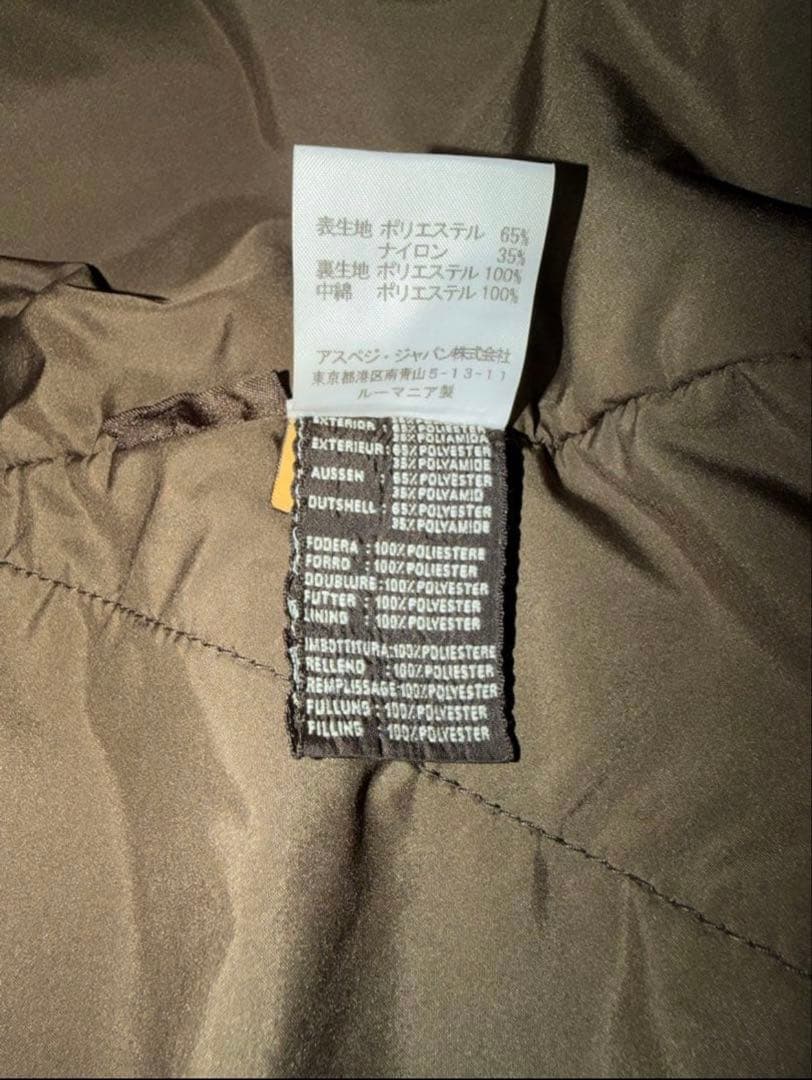 表生地 ポリエステル 65%
ナイロン 35%
裏生地 ポリエステル 100%
中綿 ポリエステル 100%
アスペジ・ジャパン株式会社
東京都港区南青山5-13-11
ルーマニア製
EXTERIOR : 65%POLIESTER
35%POLIAMIDA
EXTERIEUR: 65%POLYESTER
35%POLYAMIDE
AUSSEN : 65%POLYESTER
35%POLYAMID
OUTSHELL : 65%POLYESTER
35%POLYAMIDE
FODERA : 100%POLIESTERE
FORRO : 100%POLIESTER
DOUBLURE: 100%POLYESTER
FUTTER : 100%POLYESTER
LINING : 100%POLYESTER
IMBOTTITURA:100%POLIESTERE
RELLENO :100%POLIESTER
REMPLISSAGE:100%POLYESTER
FULLUNG : 100%POLYESTER
FILLING : 100%POLYESTER